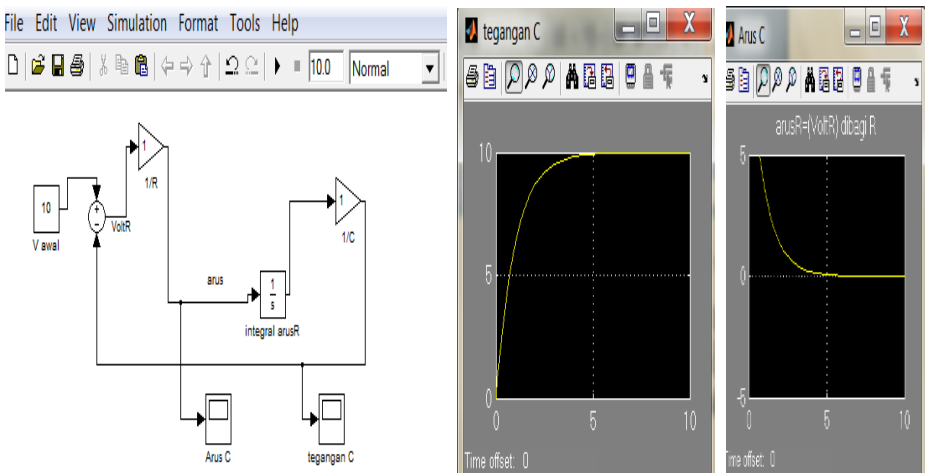 File Edit View Simulation Format Tools Help
10.0 Normal
1
1/R
10
V awal
+
−
VoltR
arus
1
s
integral arusR
1
1/C
Arus C
tegangan C
tegangan C
10
5
0
0 5 10
Time offset: 0
Arus C
arusR=(VoltR) dibagi R
5
0
-5
0 5 10
Time offset: 0